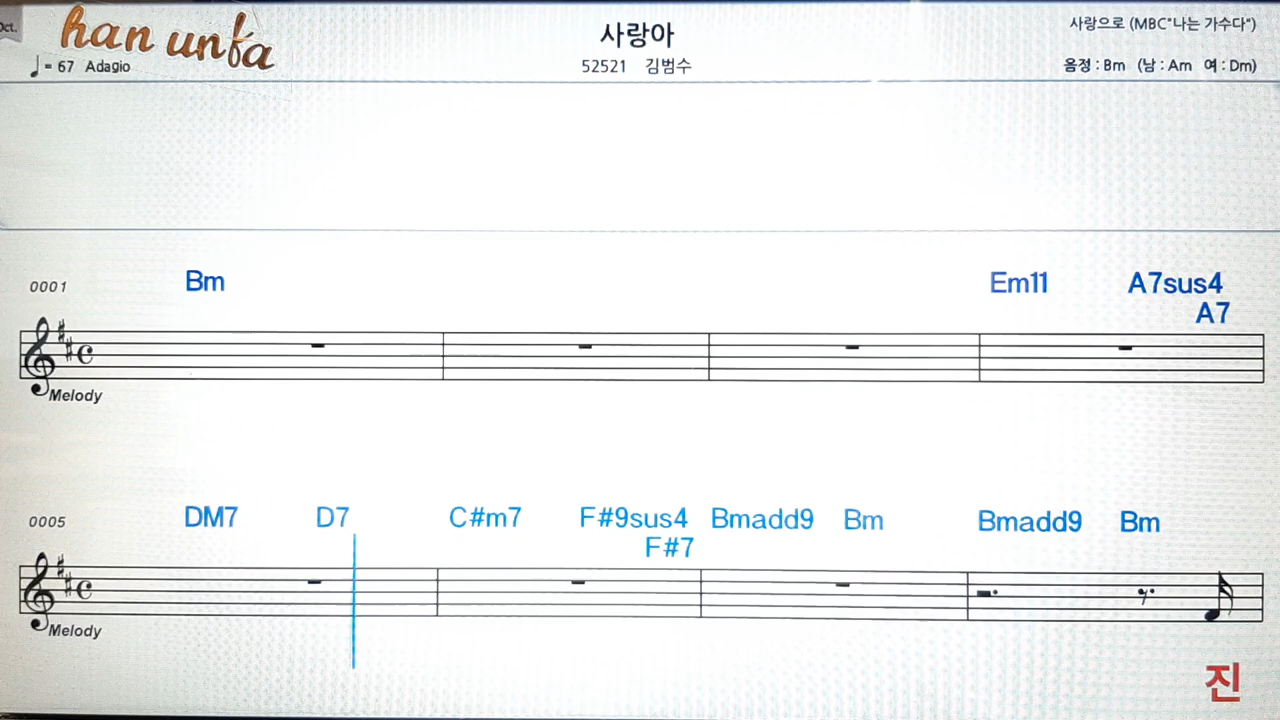 Oct.
han unfa
사랑아
사랑으로 (MBC"나는 가수다")
♩= 67 Adagio
52521 김범수
음정 : Bm (남 : Am 여 : Dm)
0001
Bm
Em11
A7sus4
A7
Melody
0005
DM7
D7
C#m7
F#9sus4
Bmadd9
Bm
Bmadd9
Bm
F#7
Melody
진